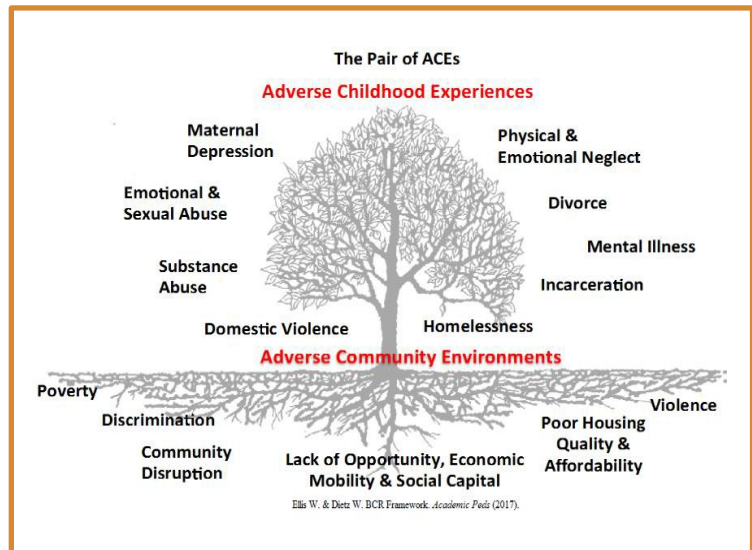 The Pair of ACEs
Adverse Childhood Experiences
Maternal
Depression
Physical &
Emotional Neglect
Emotional &
Sexual Abuse
Divorce
Mental Illness
Substance
Abuse
Incarceration
Domestic Violence
Homelessness
Adverse Community Environments
Poverty
Violence
Discrimination
Poor Housing
Quality &
Affordability
Community
Disruption
Lack of Opportunity, Economic
Mobility & Social Capital
Ellis W. & Dietz W. BCR Framework. Academic Peds (2017).